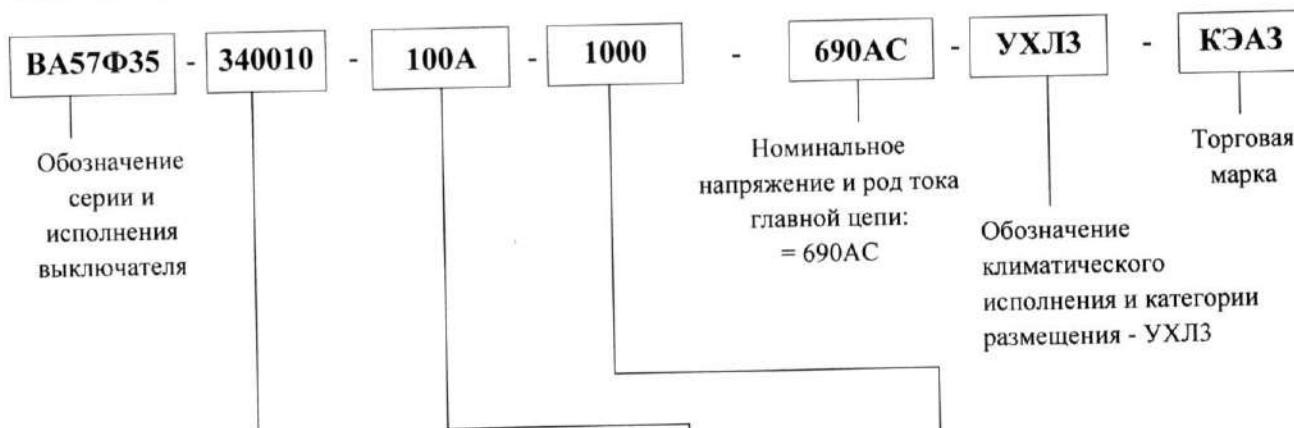 ВА57Ф35 - 340010 - 100А - 1000 - 690АС - УХЛ3 - КЭАЗ
Обозначение
серии и
исполнения
выключателя
Номинальное
напряжение и род тока
главной цепи:
= 690АС
Обозначение
климатического
исполнения и категории
размещения - УХЛ3
Торговая
марка